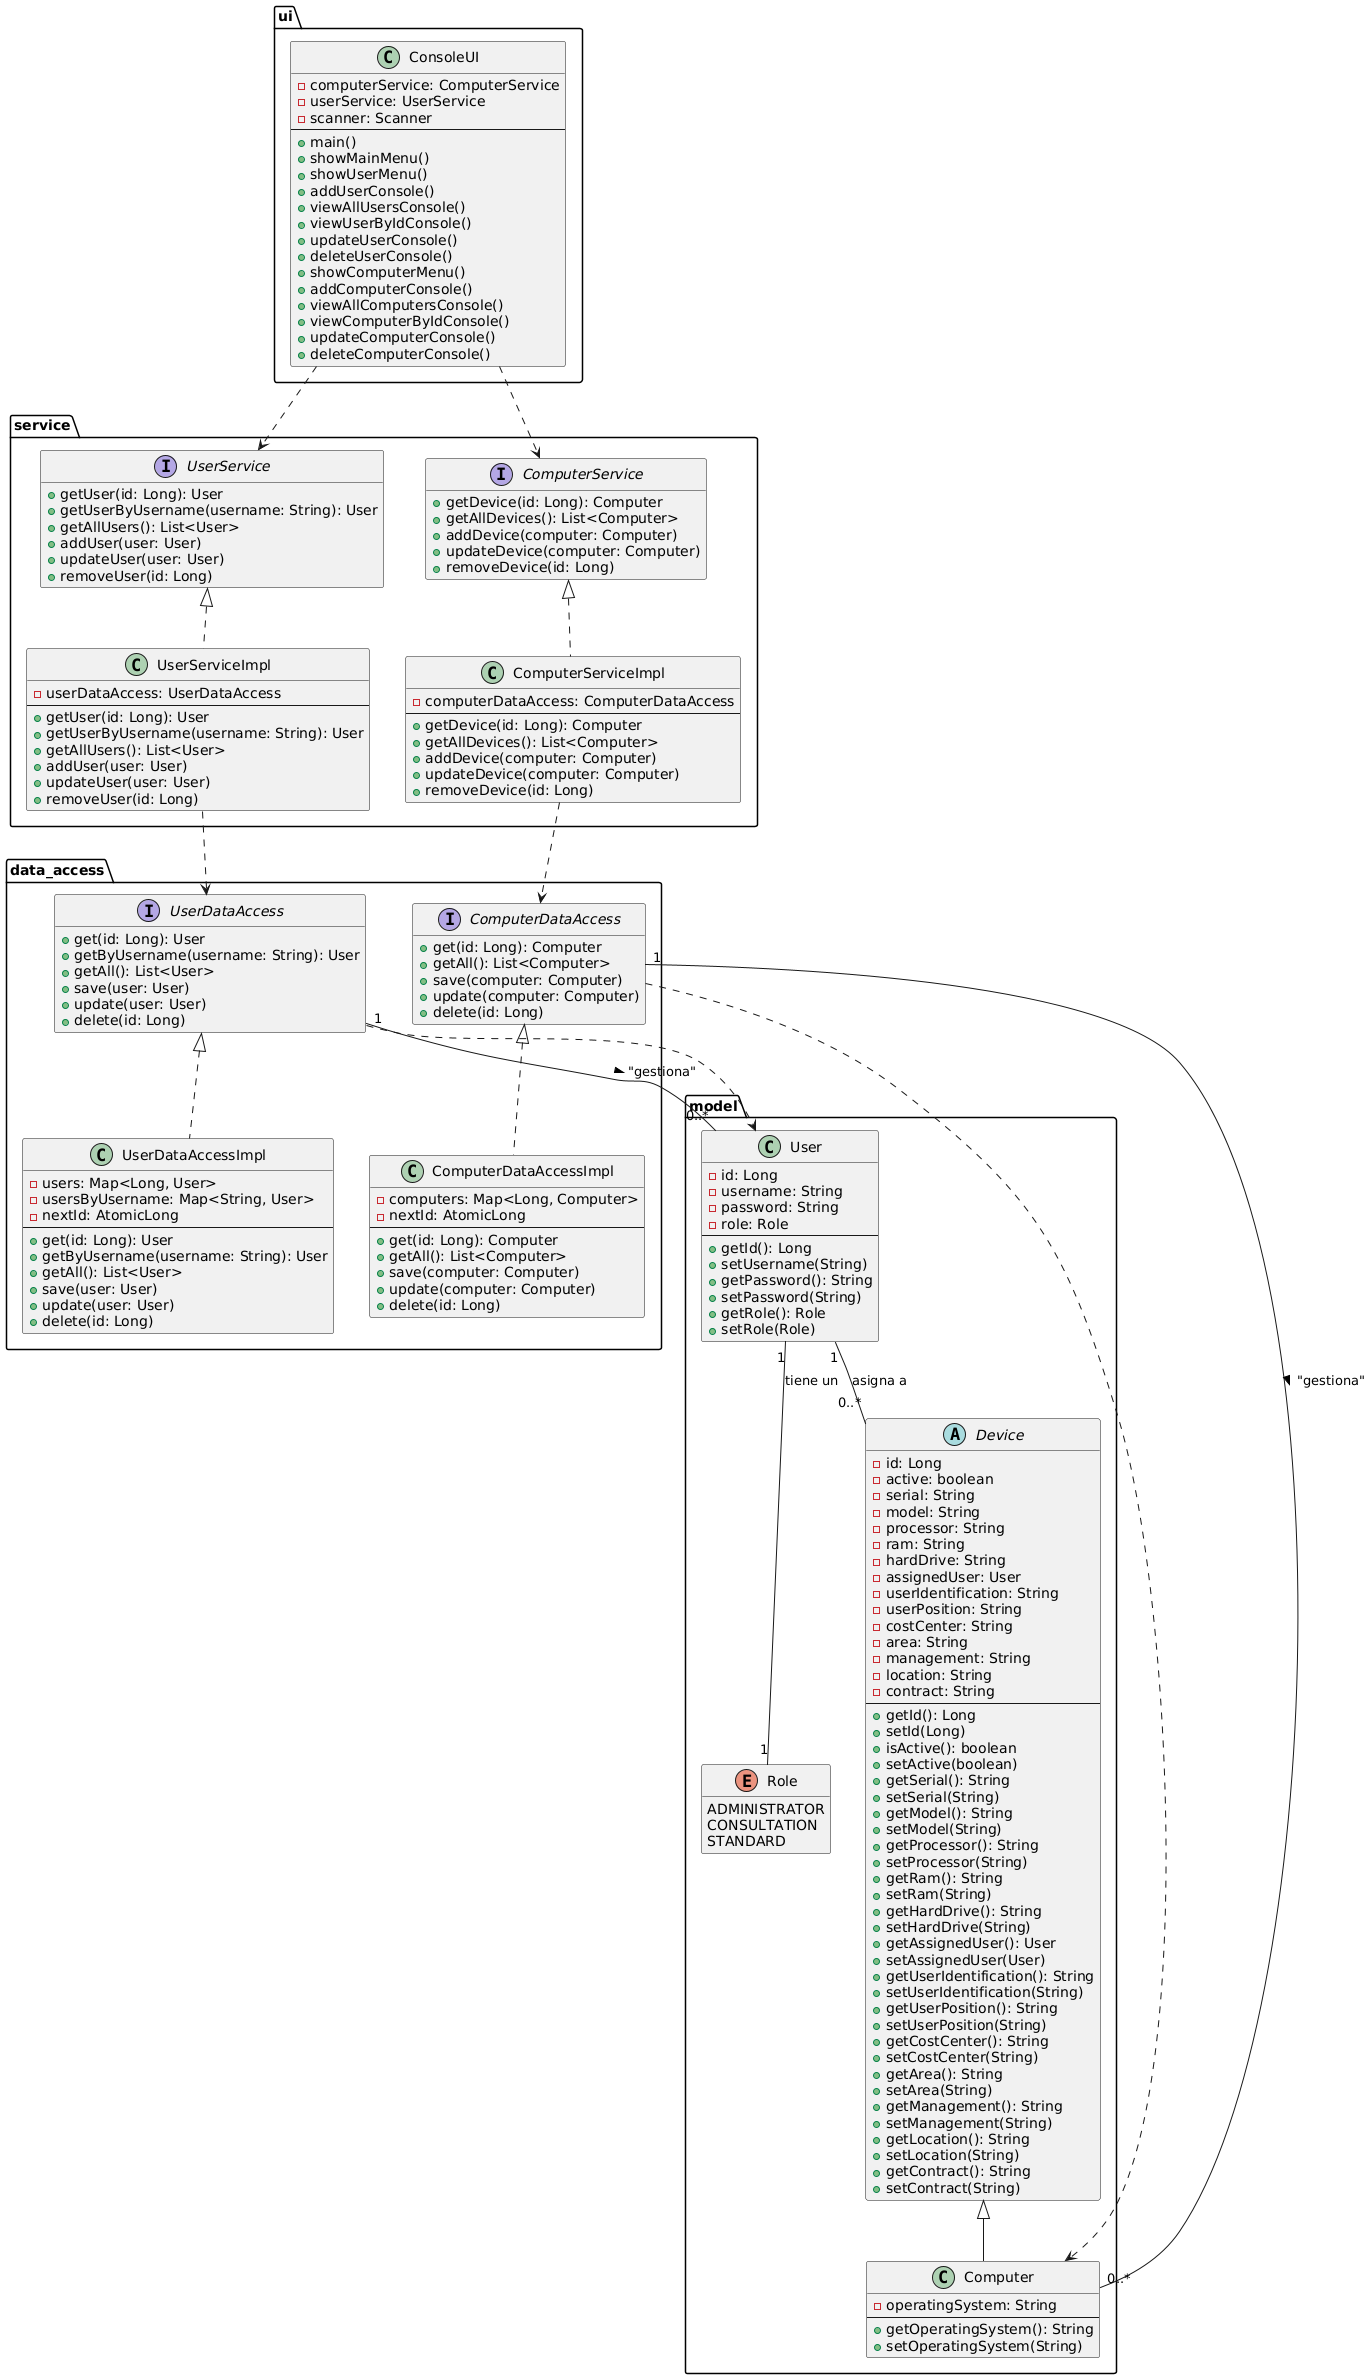 ui
ConsoleUI
computerService: ComputerService
userService: UserService
scanner: Scanner
main()
showMainMenu()
showUserMenu()
addUserConsole()
viewAllUsersConsole()
viewUserByIdConsole()
updateUserConsole()
deleteUserConsole()
showComputerMenu()
addComputerConsole()
viewAllComputersConsole()
viewComputerByIdConsole()
updateComputerConsole()
deleteComputerConsole()
service
UserService
getUser(id: Long): User
getUserByUsername(username: String): User
getAllUsers(): List<User>
addUser(user: User)
updateUser(user: User)
removeUser(id: Long)
ComputerService
getDevice(id: Long): Computer
getAllDevices(): List<Computer>
addDevice(computer: Computer)
updateDevice(computer: Computer)
removeDevice(id: Long)
UserServiceImpl
userDataAccess: UserDataAccess
getUser(id: Long): User
getUserByUsername(username: String): User
getAllUsers(): List<User>
addUser(user: User)
updateUser(user: User)
removeUser(id: Long)
ComputerServiceImpl
computerDataAccess: ComputerDataAccess
getDevice(id: Long): Computer
getAllDevices(): List<Computer>
addDevice(computer: Computer)
updateDevice(computer: Computer)
removeDevice(id: Long)
data_access
UserDataAccess
get(id: Long): User
getByUsername(username: String): User
getAll(): List<User>
save(user: User)
update(user: User)
delete(id: Long)
ComputerDataAccess
get(id: Long): Computer
getAll(): List<Computer>
save(computer: Computer)
update(computer: Computer)
delete(id: Long)
1
1
"gestiona"
0..*
UserDataAccessImpl
users: Map<Long, User>
usersByUsername: Map<String, User>
nextId: AtomicLong
get(id: Long): User
getByUsername(username: String): User
getAll(): List<User>
save(user: User)
update(user: User)
delete(id: Long)
ComputerDataAccessImpl
computers: Map<Long, Computer>
nextId: AtomicLong
get(id: Long): Computer
getAll(): List<Computer>
save(computer: Computer)
update(computer: Computer)
delete(id: Long)
model
User
id: Long
username: String
password: String
role: Role
getId(): Long
setUsername(String)
getPassword(): String
setPassword(String)
getRole(): Role
setRole(Role)
1
1
tiene un
asigna a
"gestiona"
0..*
Device
id: Long
active: boolean
serial: String
model: String
processor: String
ram: String
hardDrive: String
assignedUser: User
userIdentification: String
userPosition: String
costCenter: String
area: String
management: String
location: String
contract: String
getId(): Long
setId(Long)
isActive(): boolean
setActive(boolean)
getSerial(): String
setSerial(String)
getModel(): String
setModel(String)
getProcessor(): String
setProcessor(String)
getRam(): String
setRam(String)
getHardDrive(): String
setHardDrive(String)
getAssignedUser(): User
setAssignedUser(User)
getUserIdentification(): String
setUserIdentification(String)
getUserPosition(): String
setUserPosition(String)
getCostCenter(): String
setCostCenter(String)
getArea(): String
setArea(String)
getManagement(): String
setManagement(String)
getLocation(): String
setLocation(String)
getContract(): String
setContract(String)
1
Role
ADMINISTRATOR
CONSULTATION
STANDARD
Computer
operatingSystem: String
getOperatingSystem(): String
setOperatingSystem(String)
0..*